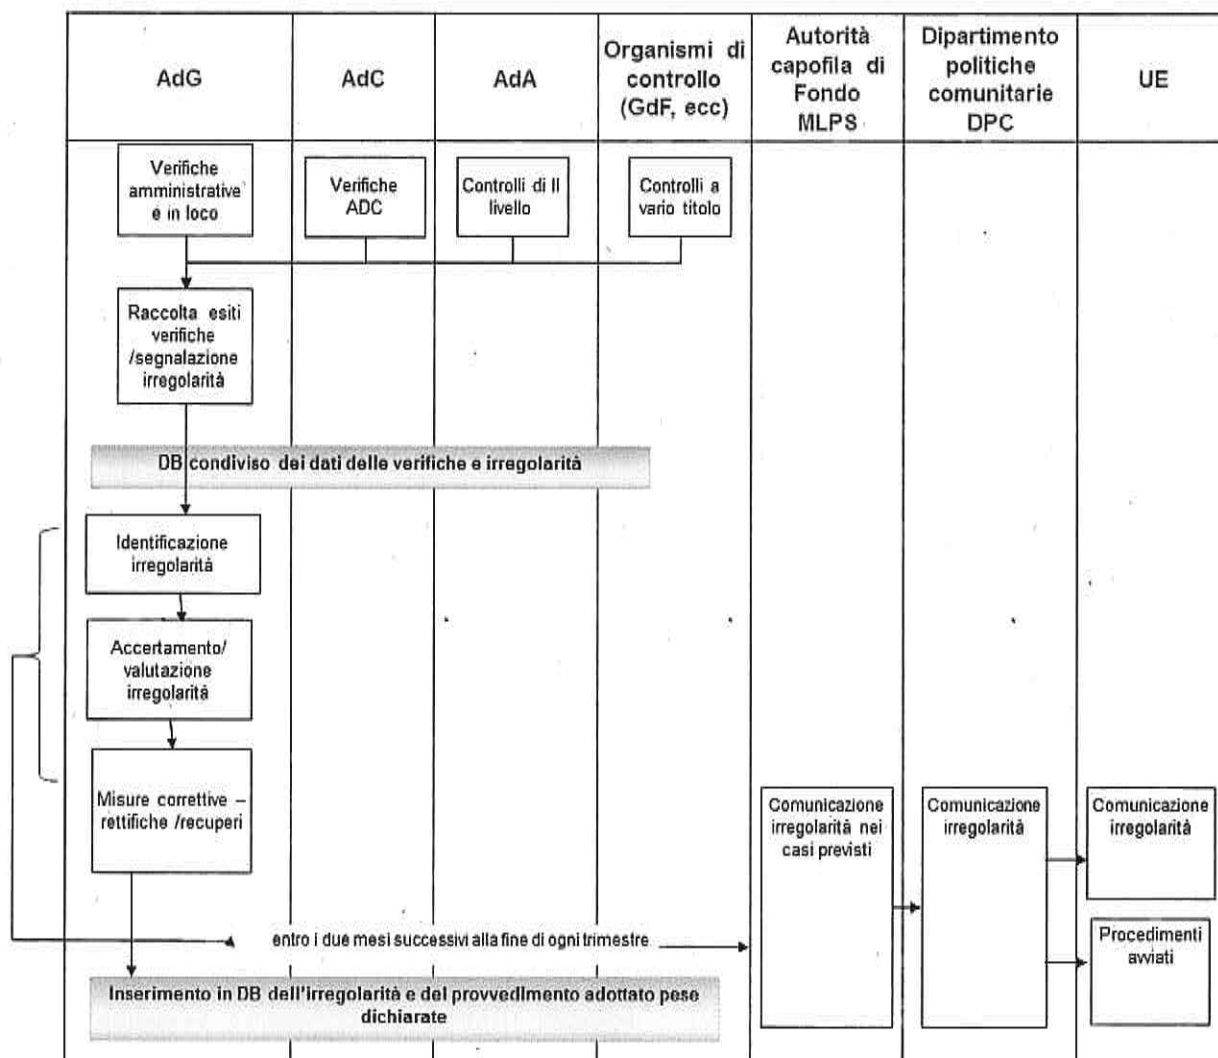 AdG
AdC
AdA
Organismi di
controllo
(GdF, ecc)
Autorità
capofila di
Fondo
MLPS
Dipartimento
politiche
comunitarie
DPC
UE
Verifiche
amministrative
e in loco
Verifiche
ADC
Controlli di II
livello
Controlli a
vario titolo
Raccolta esiti
verifiche
/segnalazione
irregolarità
DB condiviso dei dati delle verifiche e irregolarità
Identificazione
irregolarità
Accertamento/
valutazione
irregolarità
Misure correttive –
rettifiche /recuperi
Comunicazione
irregolarità nei
casi previsti
Comunicazione
irregolarità
Comunicazione
irregolarità
Procedimenti
avviati
entro i due mesi successivi alla fine di ogni trimestre
Inserimento in DB dell'irregolarità e del provvedimento adottato pese
dichiarate